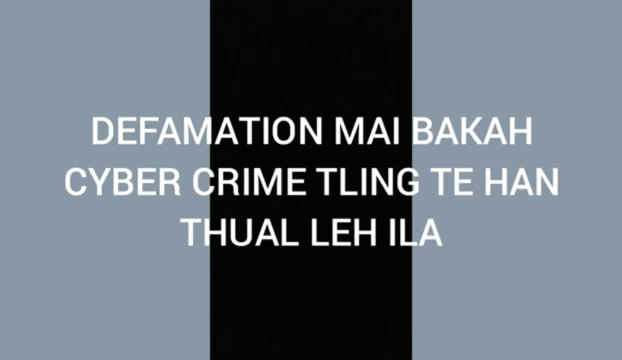 DEFAMATION MAI BAKAH
CYBER CRIME TLING TE HAN
THUAL LEH ILA